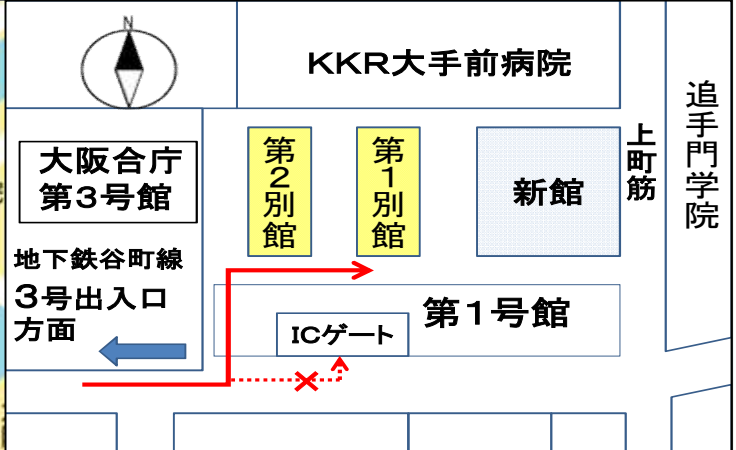 N
KKR大手前病院
大阪合庁
第3号館
第2別館
第1別館
新館
上町筋
追手門学院
地下鉄谷町線
3号出入口
方面
第1号館
ICゲート